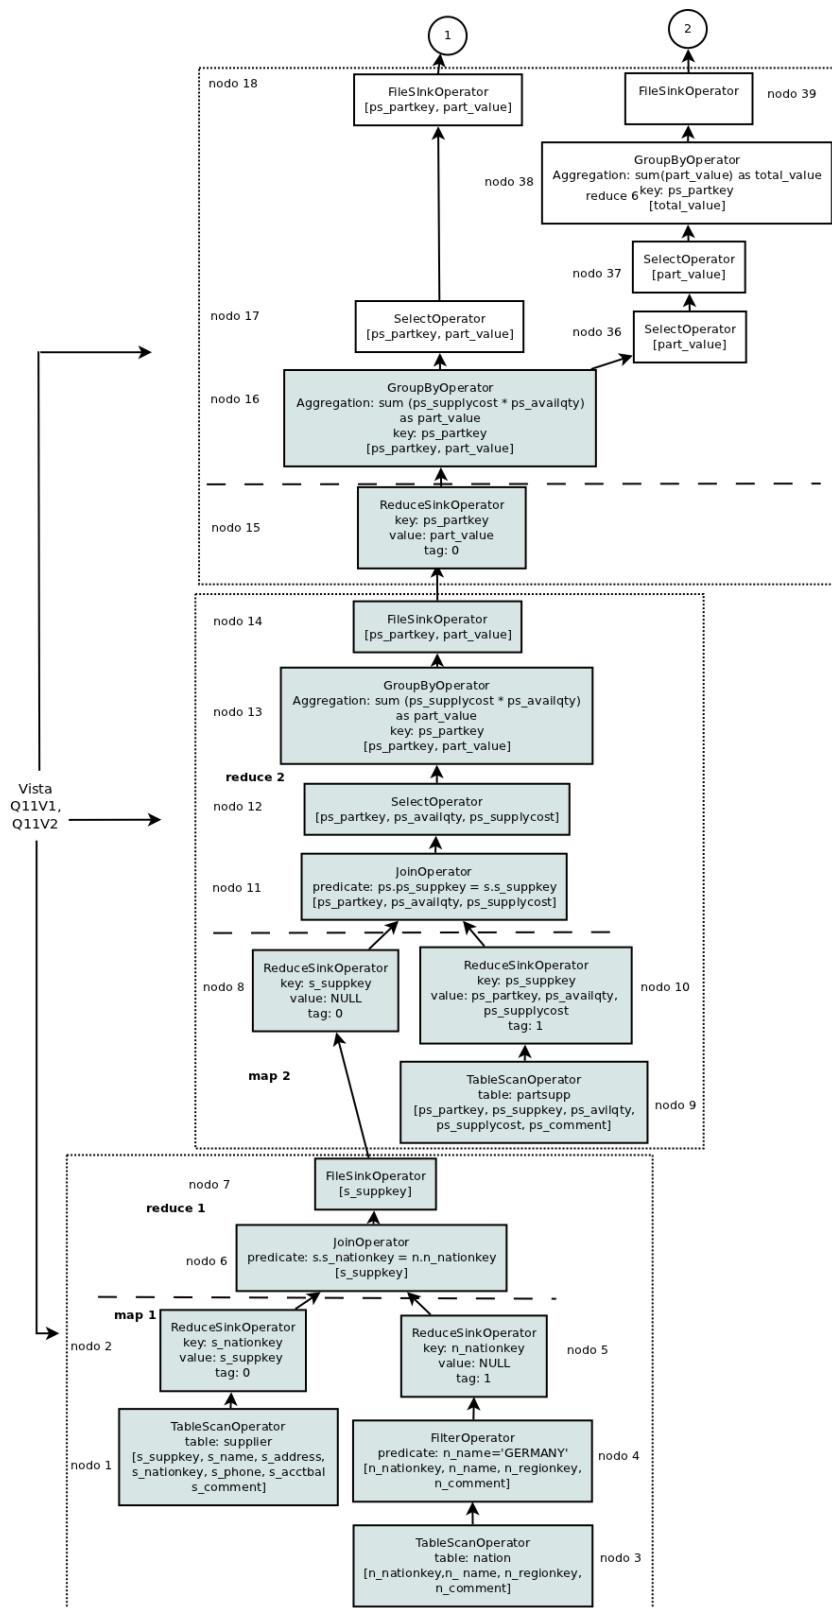 1
2
nodo 18
FileSInkOperator
[ps_partkey, part_value]
FileSinkOperator
nodo 39
nodo 38
GroupByOperator
Aggregation: sum(part_value) as total_value
reduce 6
key: ps_partkey
[total_value]
nodo 37
SelectOperator
[part_value]
nodo 17
SelectOperator
[ps_partkey, part_value]
nodo 36
SelectOperator
[part_value]
nodo 16
GroupByOperator
Aggregation: sum (ps_supplycost * ps_availqty)
as part_value
key: ps_partkey
[ps_partkey, part_value]
nodo 15
ReduceSinkOperator
key: ps_partkey
value: part_value
tag: 0
nodo 14
FileSinkOperator
[ps_partkey, part_value]
nodo 13
GroupByOperator
Aggregation: sum (ps_supplycost * ps_availqty)
as part_value
key: ps_partkey
[ps_partkey, part_value]
reduce 2
Vista
Q11V1,
Q11V2
nodo 12
SelectOperator
[ps_partkey, ps_availqty, ps_supplycost]
nodo 11
JoinOperator
predicate: ps.ps_suppkey = s.s_suppkey
[ps_partkey, ps_availqty, ps_supplycost]
nodo 8
ReduceSinkOperator
key: s_suppkey
value: NULL
tag: 0
ReduceSinkOperator
key: ps_suppkey
value: ps_partkey, ps_availqty,
ps_supplycost
tag: 1
nodo 10
map 2
TableScanOperator
table: partsupp
[ps_partkey, ps_suppkey, ps_avilqty,
ps_supplycost, ps_comment]
nodo 9
nodo 7
FileSinkOperator
[s_suppkey]
reduce 1
nodo 6
JoinOperator
predicate: s.s_nationkey = n.n_nationkey
[s_suppkey]
map 1
nodo 2
ReduceSinkOperator
key: s_nationkey
value: s_suppkey
tag: 0
ReduceSinkOperator
key: n_nationkey
value: NULL
tag: 1
nodo 5
nodo 1
TableScanOperator
table: supplier
[s_suppkey, s_name, s_address,
s_nationkey, s_phone, s_acctbal
s_comment]
FilterOperator
predicate: n_name='GERMANY'
[n_nationkey, n_name, n_regionkey,
n_comment]
nodo 4
TableScanOperator
table: nation
[n_nationkey,n_ name, n_regionkey,
n_comment]
nodo 3